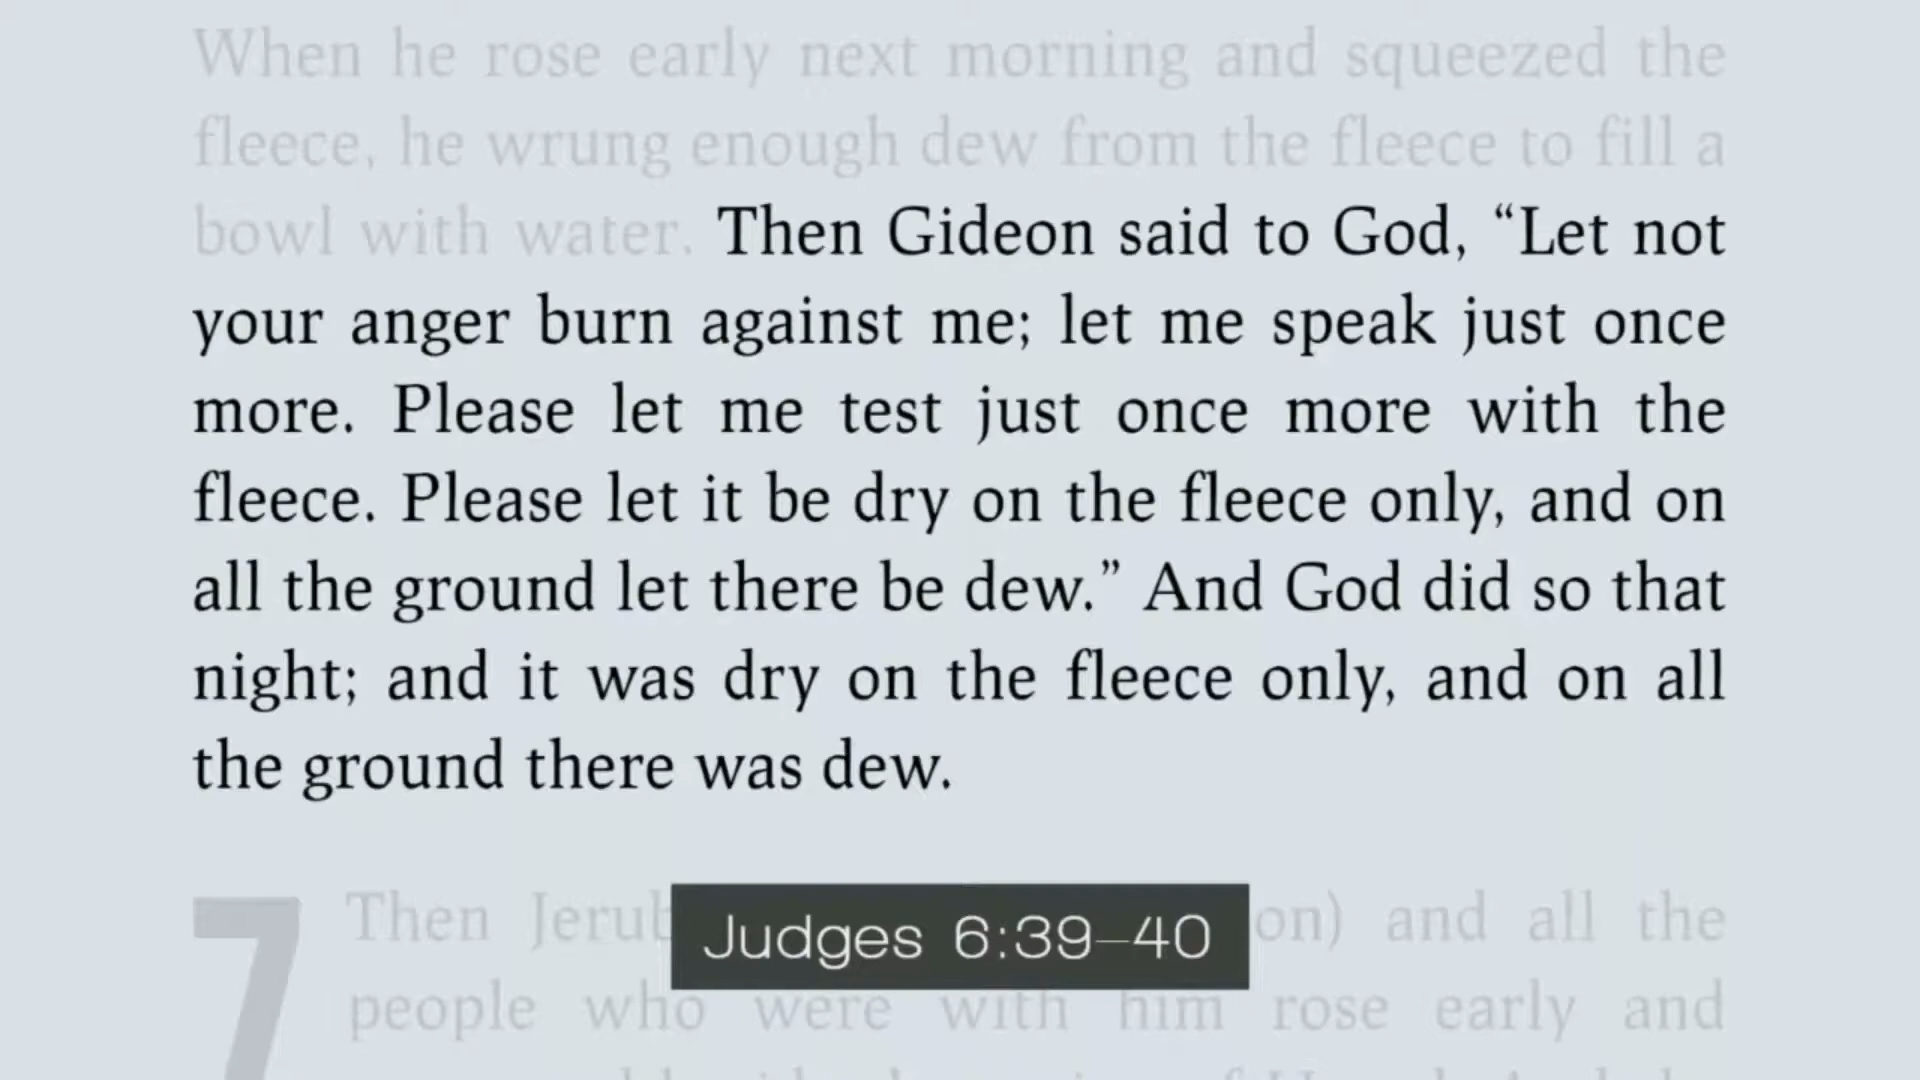 When he rose early next morning and squeezed the
fleece, he wrung enough dew from the fleece to fill a
bowl with water. Then Gideon said to God, “Let not
your anger burn against me; let me speak just once
more. Please let me test just once more with the
fleece. Please let it be dry on the fleece only, and on
all the ground let there be dew.” And God did so that
night; and it was dry on the fleece only, and on all
the ground there was dew.
7 Then and all the
Judges 6:39–40
people who were with him rose early and